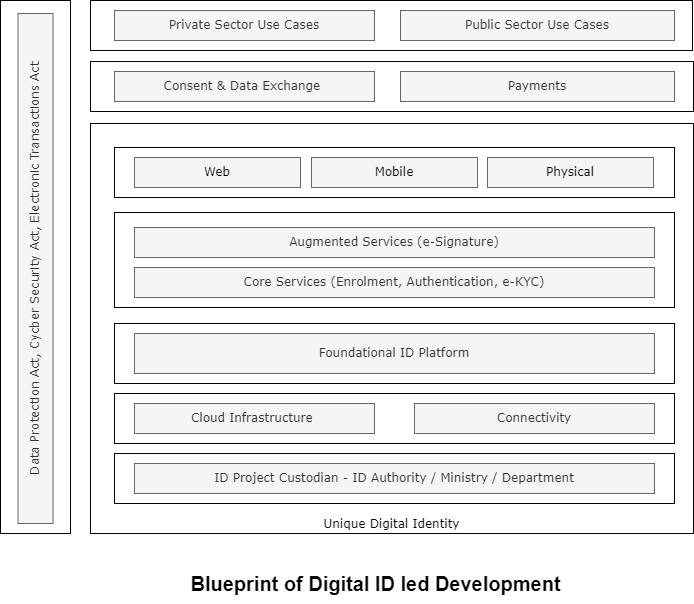 Data Protection Act, Cycber Security Act, Electronic Transactions Act
Private Sector Use Cases
Public Sector Use Cases
Consent & Data Exchange
Payments
Web
Mobile
Physical
Augmented Services (e-Signature)
Core Services (Enrolment, Authentication, e-KYC)
Foundational ID Platform
Cloud Infrastructure
Connectivity
ID Project Custodian - ID Authority / Ministry / Department
Unique Digital Identity
Blueprint of Digital ID led Development